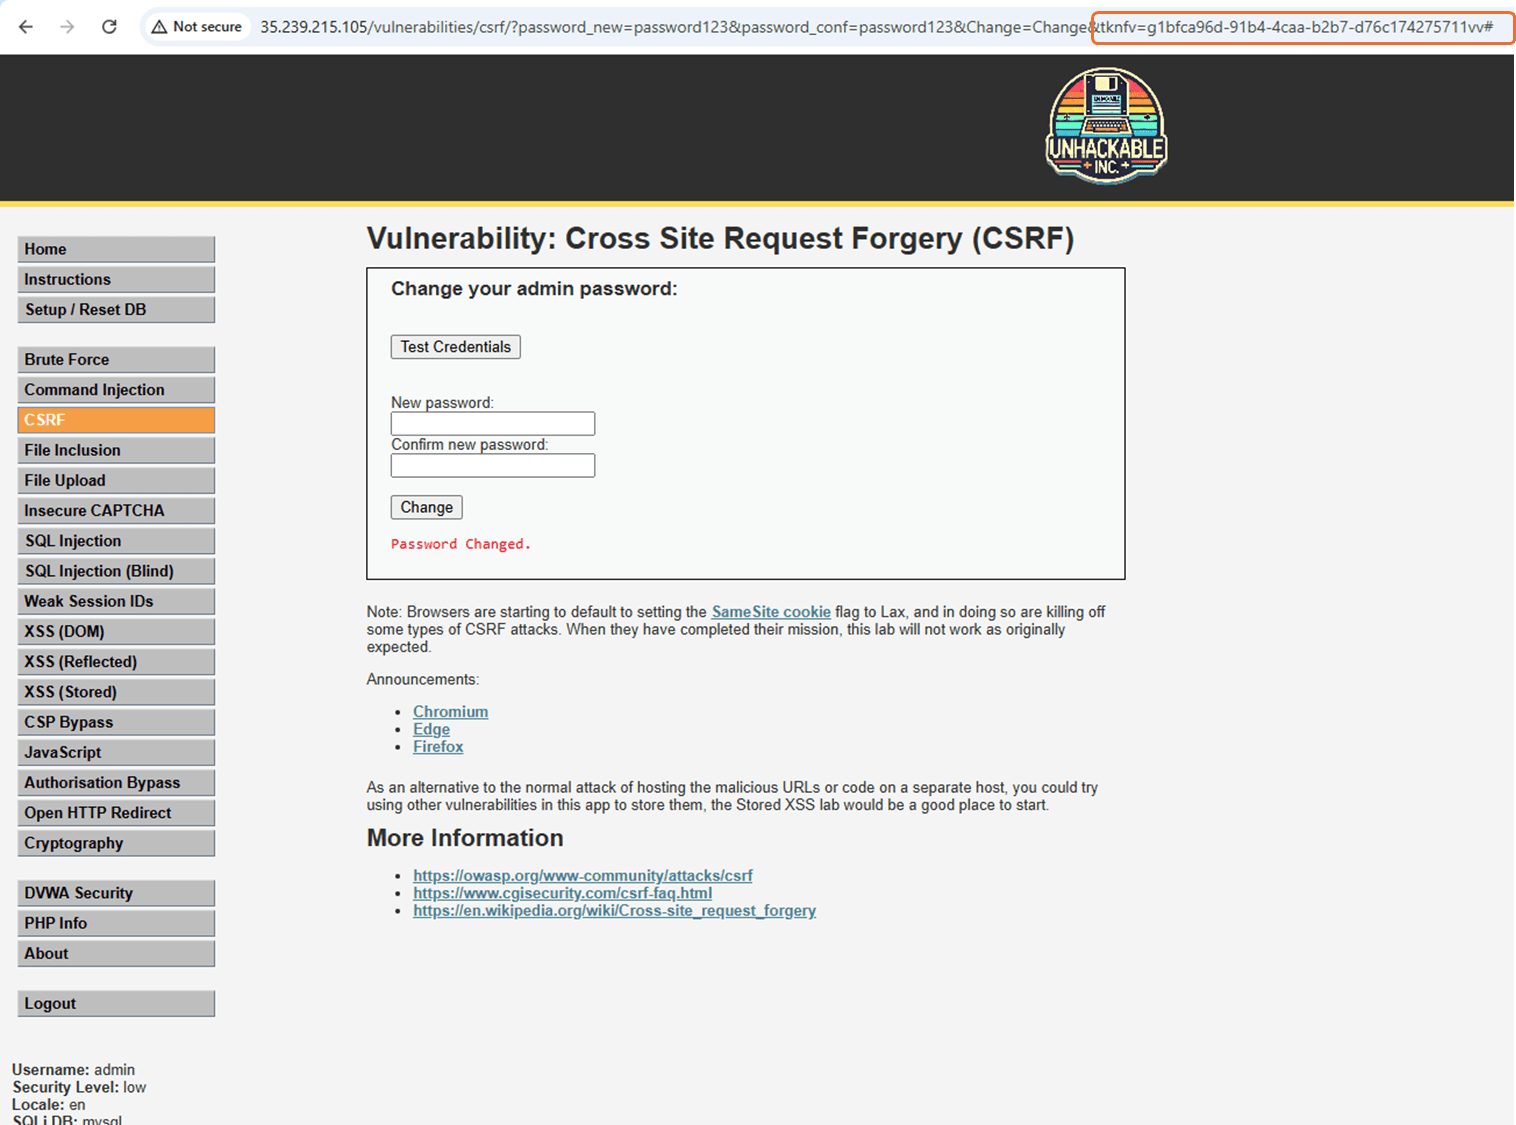 Not secure 35.239.215.105/vulnerabilities/csrf/?password_new=password123&password_conf=password123&Change=Change&tknfv=g1bfca96d-91b4-4caa-b2b7-d76c174275711vv#
UNHACKABLE
INC.
Home
Instructions
Setup / Reset DB
Brute Force
Command Injection
CSRF
File Inclusion
File Upload
Insecure CAPTCHA
SQL Injection
SQL Injection (Blind)
Weak Session IDs
XSS (DOM)
XSS (Reflected)
XSS (Stored)
CSP Bypass
JavaScript
Authorisation Bypass
Open HTTP Redirect
Cryptography
DVWA Security
PHP Info
About
Logout
Username: admin
Security Level: low
Locale: en
SQLi DB: mysql
Vulnerability: Cross Site Request Forgery (CSRF)
Change your admin password:
Test Credentials
New password:
Confirm new password:
Change
Password Changed.
Note: Browsers are starting to default to setting the SameSite cookie flag to Lax, and in doing so are killing off
some types of CSRF attacks. When they have completed their mission, this lab will not work as originally
expected.
Announcements:
• Chromium
• Edge
• Firefox
As an alternative to the normal attack of hosting the malicious URLs or code on a separate host, you could try
using other vulnerabilities in this app to store them, the Stored XSS lab would be a good place to start.
More Information
• https://owasp.org/www-community/attacks/csrf
• https://www.cgisecurity.com/csrf-faq.html
• https://en.wikipedia.org/wiki/Cross-site_request_forgery